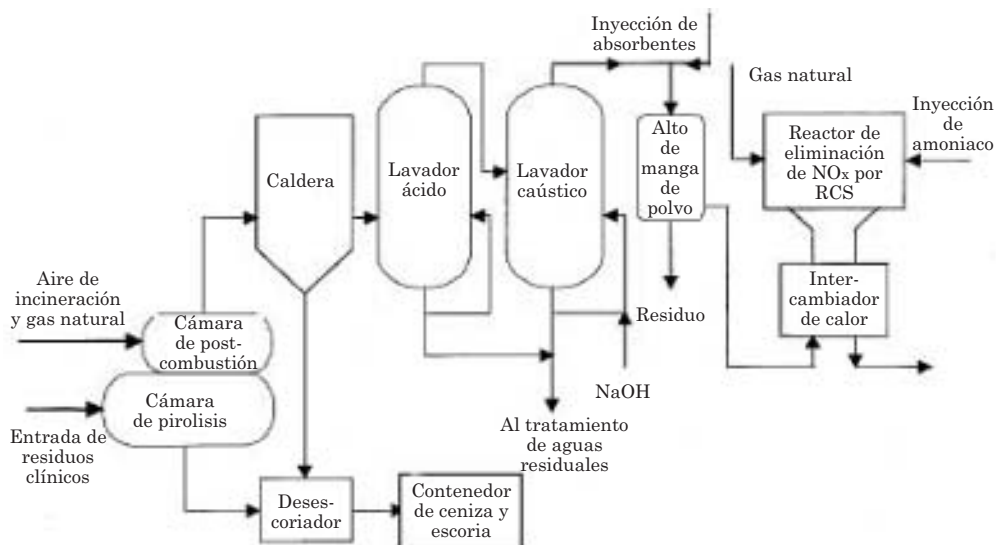 Inyección de
absorbentes
Gas natural
Inyección
de
amoniaco
Reactor de
eliminación
de NOx por
RCS
Alto
de
manga
de
polvo
Caldera
Lavador
ácido
Lavador
caústico
Inter-
cambiador
de calor
Aire de
incineración
y gas natural
Cámara
de post-
combustión
Residuo
Cámara
de pirolisis
NaOH
Entrada de
residuos
clínicos
Al tratamiento
de aguas
residuales
Deses-
coriador
Contenedor
de ceniza y
escoria